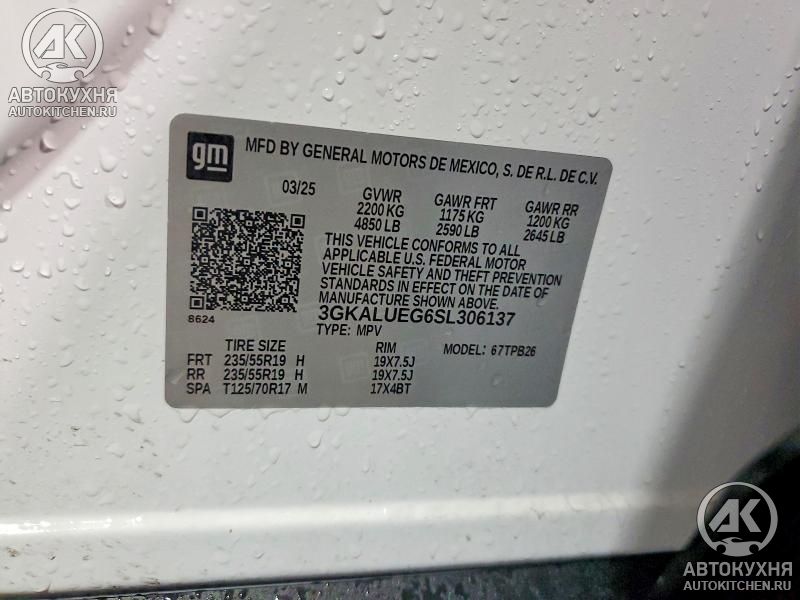 AK
АВТОКУХНЯ
AUTOKITCHEN.RU
gm
MFD BY GENERAL MOTORS DE MEXICO, S. DE R.L. DE C.V.
03/25 GVWR GAWR FRT GAWR RR
2200 KG 1175 KG 1200 KG
4850 LB 2590 LB 2645 LB
THIS VEHICLE CONFORMS TO ALL
APPLICABLE U.S. FEDERAL MOTOR
VEHICLE SAFETY AND THEFT PREVENTION
STANDARDS IN EFFECT ON THE DATE OF
MANUFACTURE SHOWN ABOVE.
3GKALUEG6SL306137
8624
TYPE: MPV MODEL: 67TPB26
TIRE SIZE RIM
FRT 235/55R19 H 19X7.5J
RR 235/55R19 H 19X7.5J
SPA T125/70R17 M 17X4BT
AK
АВТОКУХНЯ
AUTOKITCHEN.RU